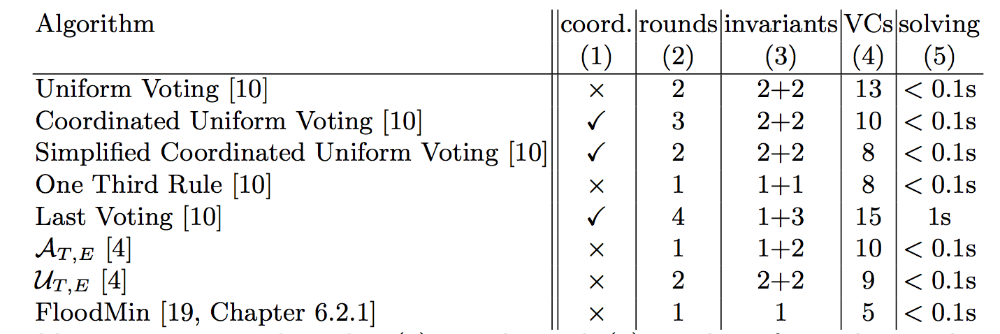 Algorithm coord. rounds invariants VCs solving
(1) (2) (3) (4) (5)
Uniform Voting [10] × 2 2+2 13 < 0.1s
Coordinated Uniform Voting [10] ✓ 3 2+2 10 < 0.1s
Simplified Coordinated Uniform Voting [10] ✓ 2 2+2 8 < 0.1s
One Third Rule [10] × 1 1+1 8 < 0.1s
Last Voting [10] ✓ 4 1+3 15 1s
𝒜T,E [4] × 1 1+2 10 < 0.1s
𝒰T,E [4] × 2 2+2 9 < 0.1s
FloodMin [19, Chapter 6.2.1] × 1 1 5 < 0.1s